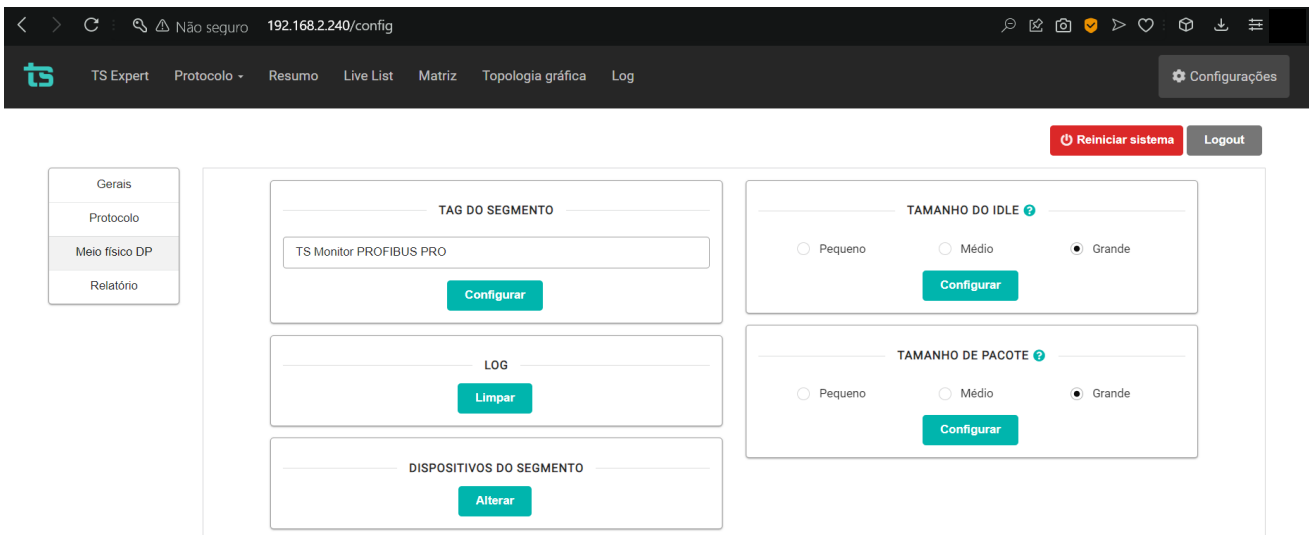 Não seguro 192.168.2.240/config
ts TS Expert Protocolo Resumo Live List Matriz Topologia gráfica Log Configurações
Reiniciar sistema Logout
Gerais
Protocolo
Meio físico DP
Relatório
TAG DO SEGMENTO
TS Monitor PROFIBUS PRO
Configurar
LOG
Limpar
DISPOSITIVOS DO SEGMENTO
Alterar
TAMANHO DO IDLE ?
Pequeno Médio Grande
Configurar
TAMANHO DE PACOTE ?
Pequeno Médio Grande
Configurar